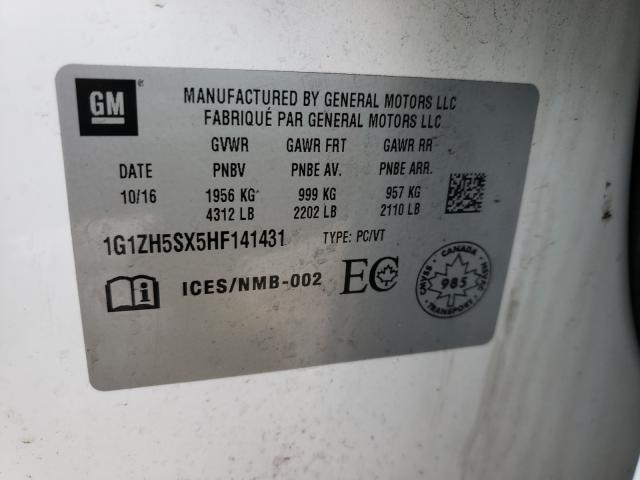 GM
MANUFACTURED BY GENERAL MOTORS LLC
FABRIQUÉ PAR GENERAL MOTORS LLC
GVWR GAWR FRT GAWR RR
DATE PNBV PNBE AV. PNBE ARR.
10/16 1956 KG 999 KG 957 KG
4312 LB 2202 LB 2110 LB
1G1ZH5SX5HF141431 TYPE: PC/VT
i ICES/NMB-002 EC CANADA
CMVSS 985 NSVAC
TRANSPORT